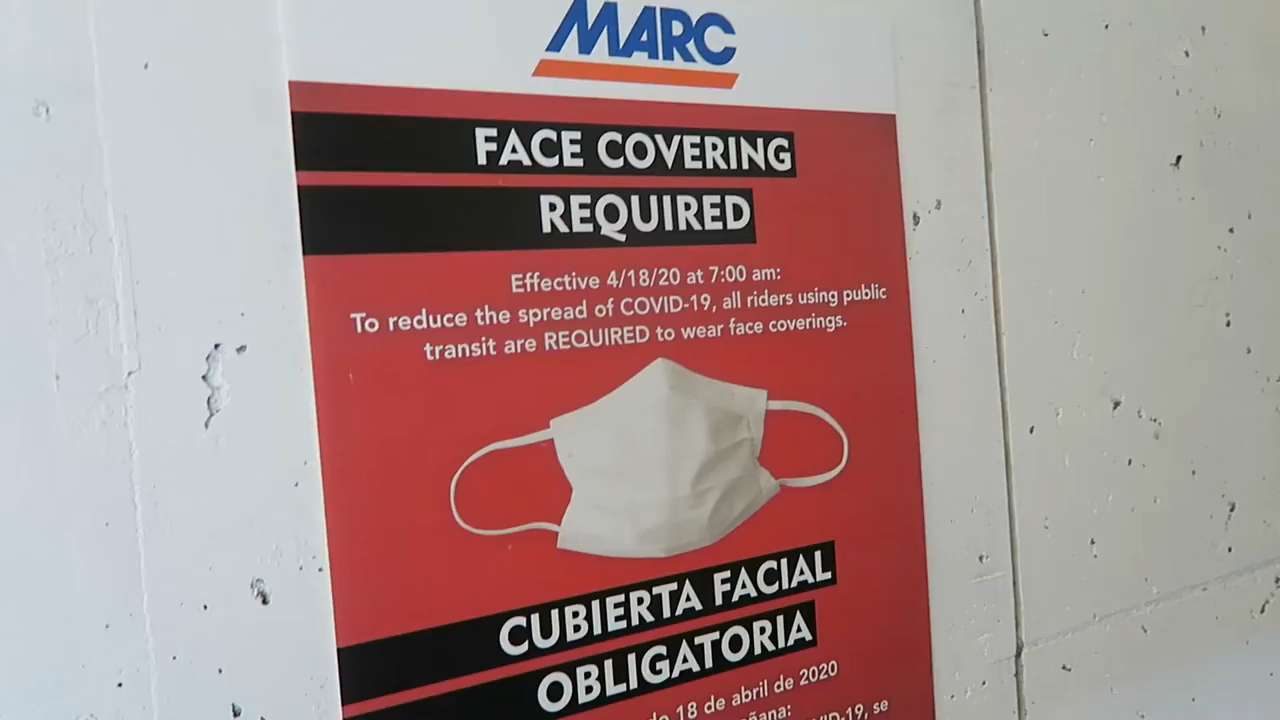 MARC
FACE COVERING
REQUIRED
Effective 4/18/20 at 7:00 am:
To reduce the spread of COVID-19, all riders using public
transit are REQUIRED to wear face coverings.
CUBIERTA FACIAL
OBLIGATORIA
18 de abril de 2020
se